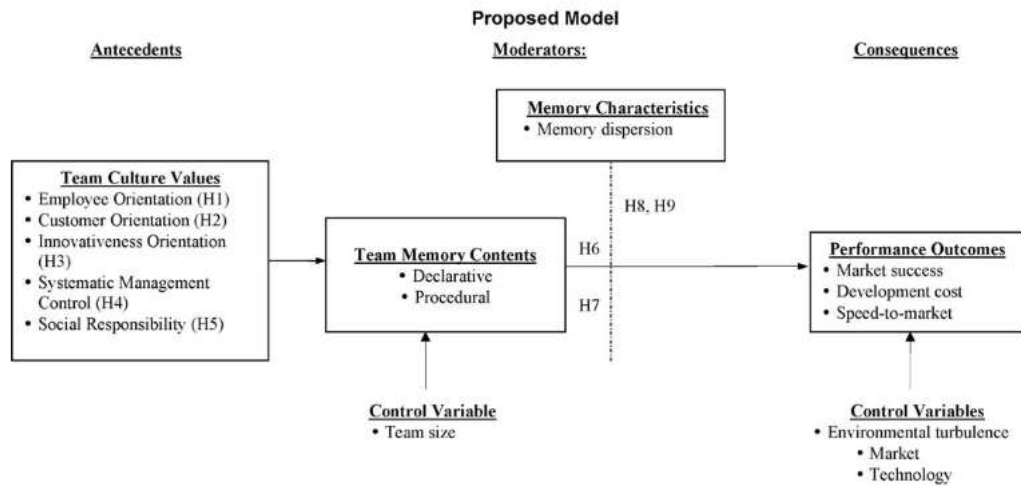 Proposed Model
Antecedents
Moderators:
Consequences
Memory Characteristics
• Memory dispersion
Team Culture Values
• Employee Orientation (H1)
• Customer Orientation (H2)
• Innovativeness Orientation
(H3)
• Systematic Management
Control (H4)
• Social Responsibility (H5)
H8, H9
Team Memory Contents
• Declarative
• Procedural
H6
H7
Performance Outcomes
• Market success
• Development cost
• Speed-to-market
Control Variable
• Team size
Control Variables
• Environmental turbulence
• Market
• Technology